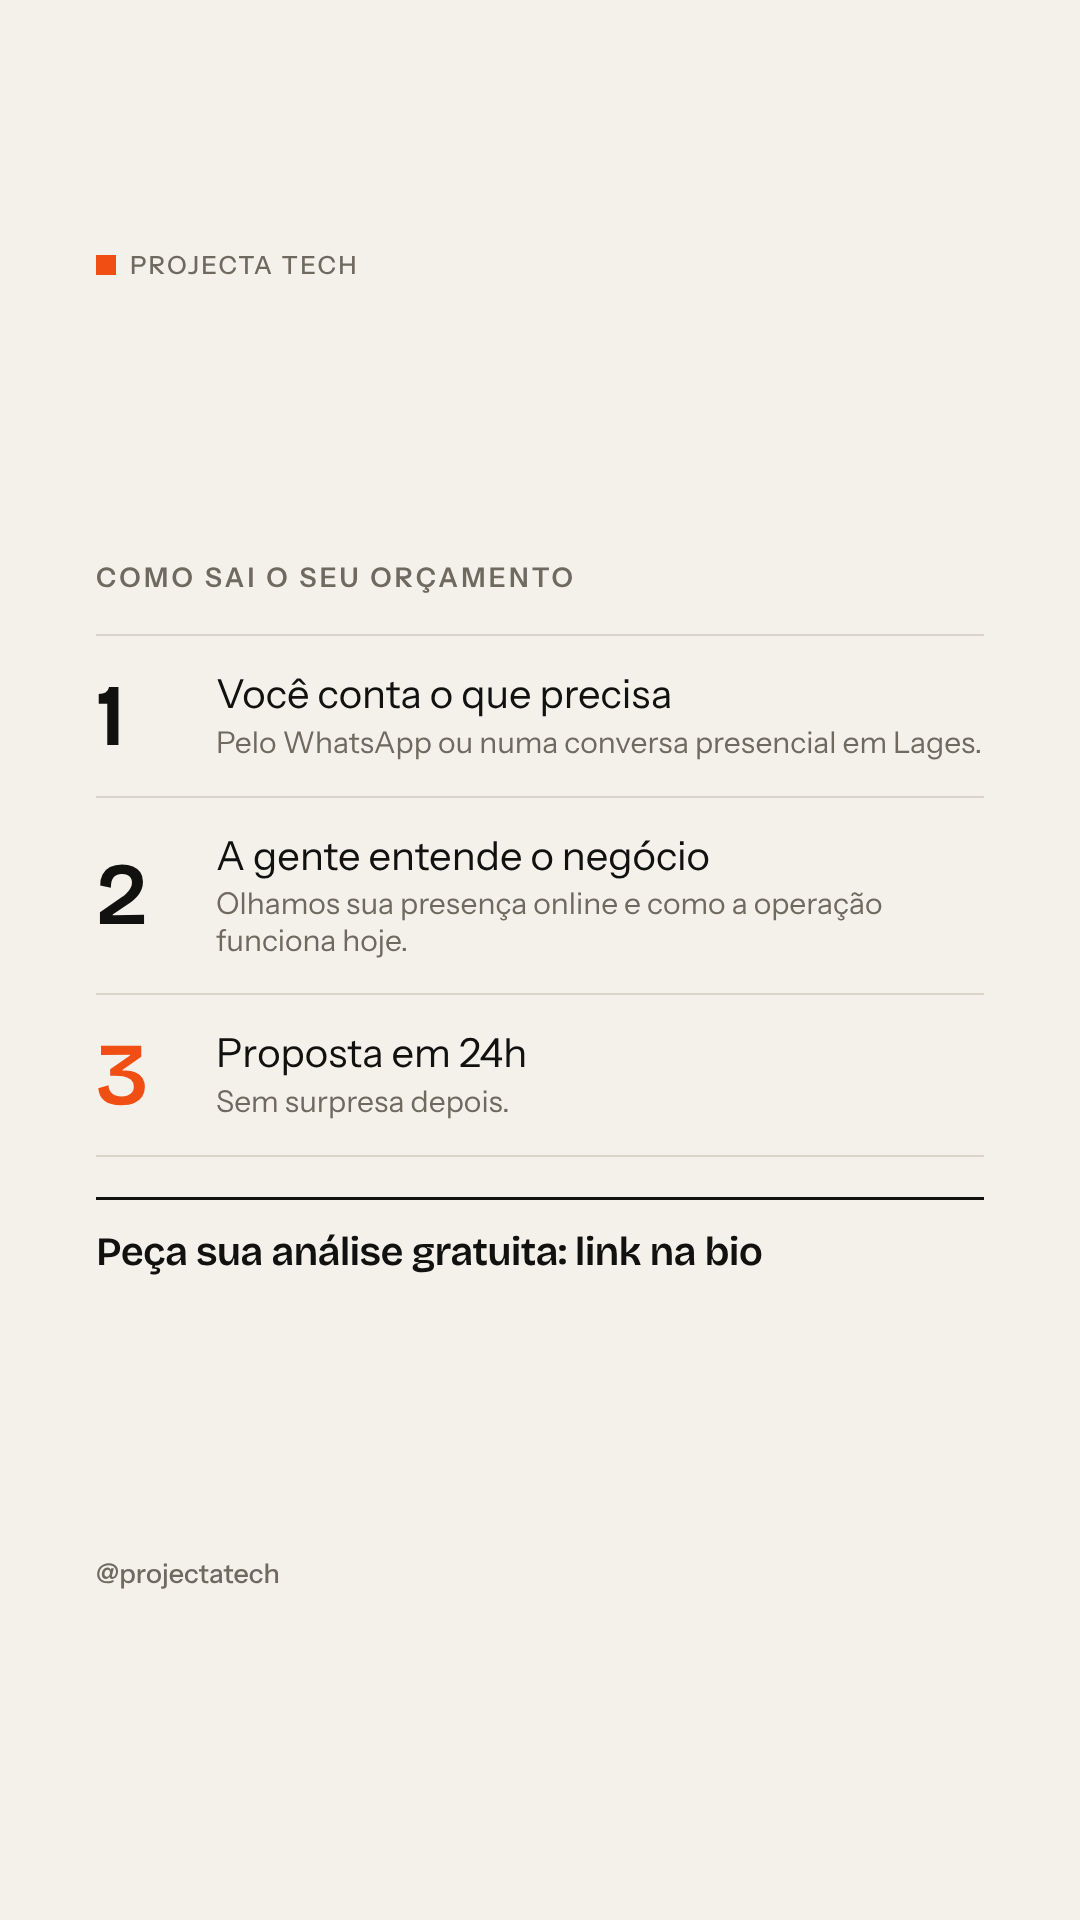 PROJECTA TECH
COMO SAI O SEU ORÇAMENTO
1
Você conta o que precisa
Pelo WhatsApp ou numa conversa presencial em Lages.
2
A gente entende o negócio
Olhamos sua presença online e como a operação
funciona hoje.
3
Proposta em 24h
Sem surpresa depois.
Peça sua análise gratuita: link na bio
@projectatech